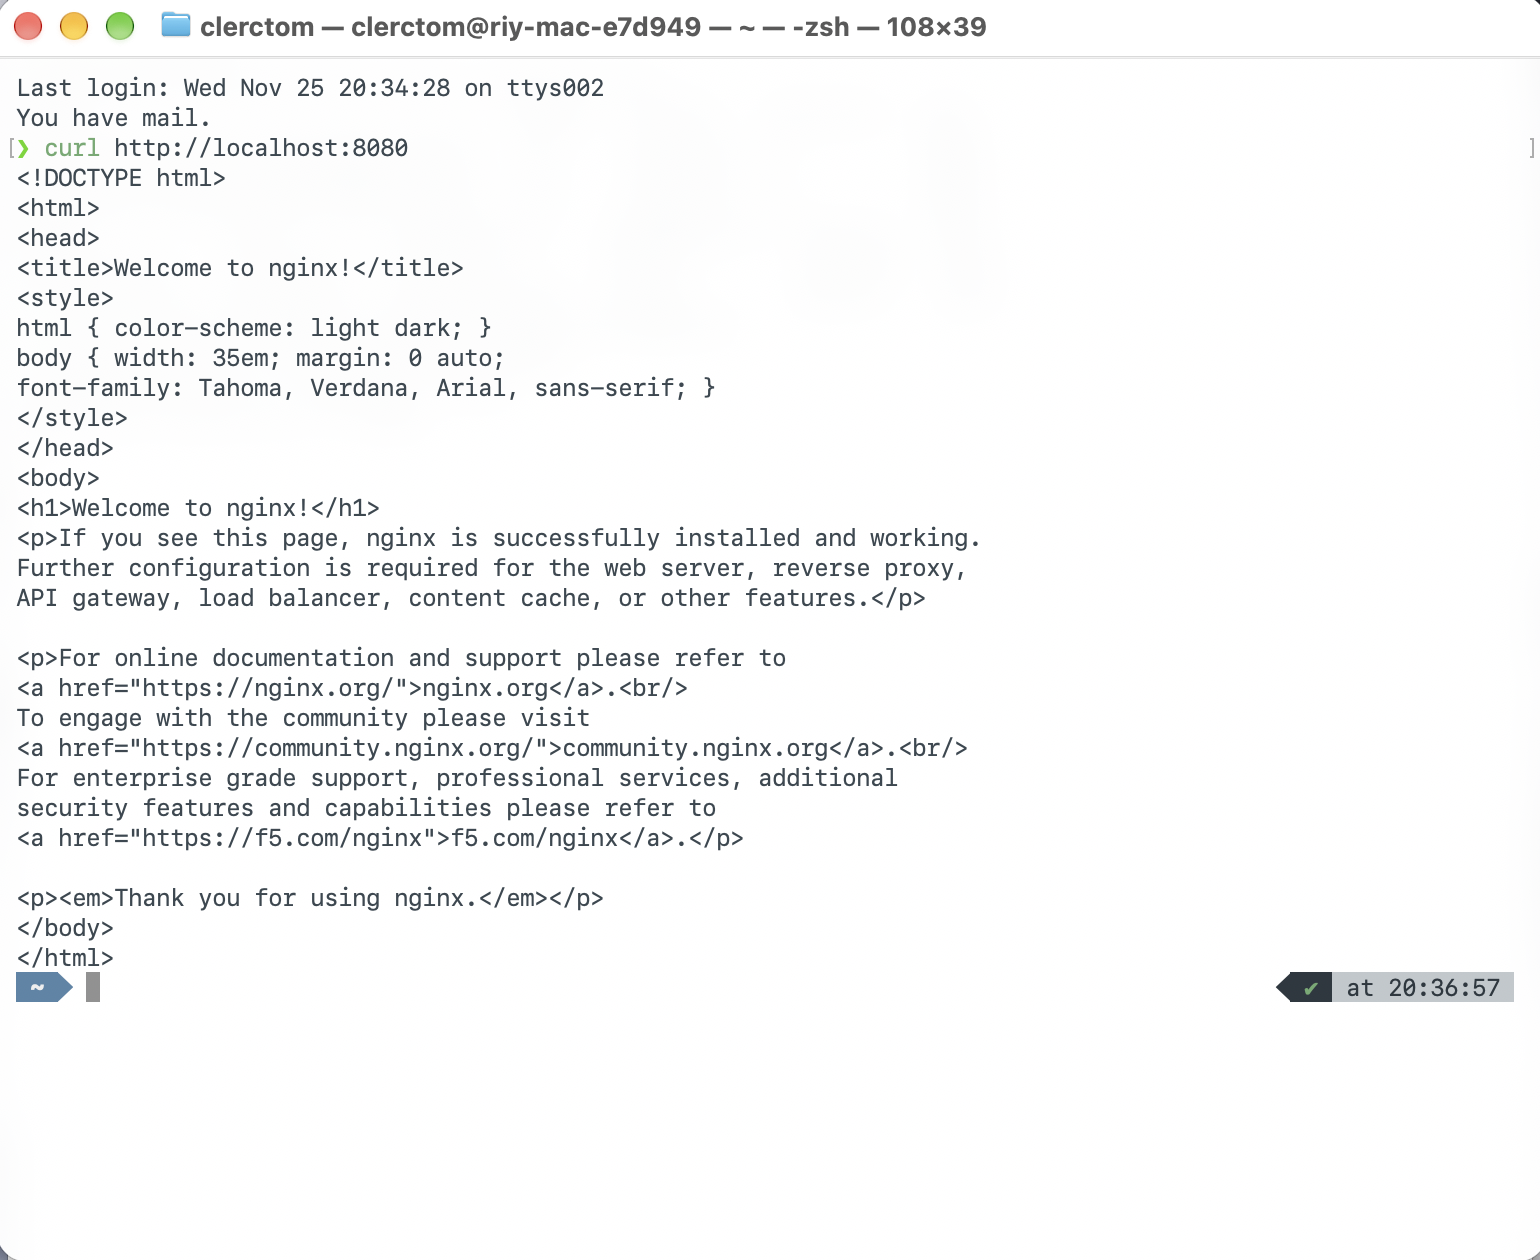 clerctom — clerctom@riy-mac-e7d949 — ~ — -zsh — 108×39
Last login: Wed Nov 25 20:34:28 on ttys002
You have mail.
[❯ curl http://localhost:8080 ]
<!DOCTYPE html>
<html>
<head>
<title>Welcome to nginx!</title>
<style>
html { color-scheme: light dark; }
body { width: 35em; margin: 0 auto;
font-family: Tahoma, Verdana, Arial, sans-serif; }
</style>
</head>
<body>
<h1>Welcome to nginx!</h1>
<p>If you see this page, nginx is successfully installed and working.
Further configuration is required for the web server, reverse proxy,
API gateway, load balancer, content cache, or other features.</p>

<p>For online documentation and support please refer to
<a href="https://nginx.org/">nginx.org</a>.<br/>
To engage with the community please visit
<a href="https://community.nginx.org/">community.nginx.org</a>.<br/>
For enterprise grade support, professional services, additional
security features and capabilities please refer to
<a href="https://f5.com/nginx">f5.com/nginx</a>.</p>

<p><em>Thank you for using nginx.</em></p>
</body>
</html>
~ ✔ at 20:36:57